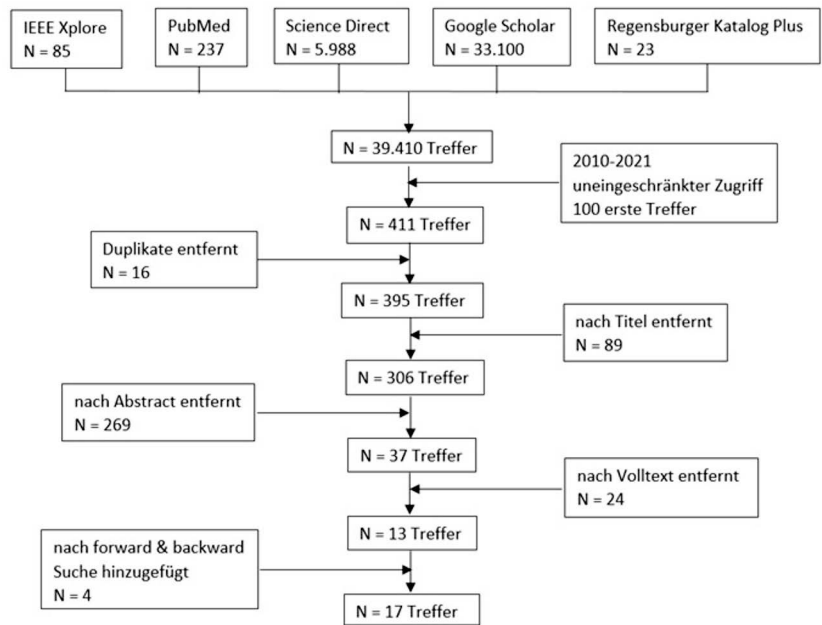 IEEE Xplore
N = 85
PubMed
N = 237
Science Direct
N = 5.988
Google Scholar
N = 33.100
Regensburger Katalog Plus
N = 23
N = 39.410 Treffer
2010-2021
uneingeschränkter Zugriff
100 erste Treffer
N = 411 Treffer
Duplikate entfernt
N = 16
N = 395 Treffer
nach Titel entfernt
N = 89
N = 306 Treffer
nach Abstract entfernt
N = 269
N = 37 Treffer
nach Volltext entfernt
N = 24
N = 13 Treffer
nach forward & backward
Suche hinzugefügt
N = 4
N = 17 Treffer